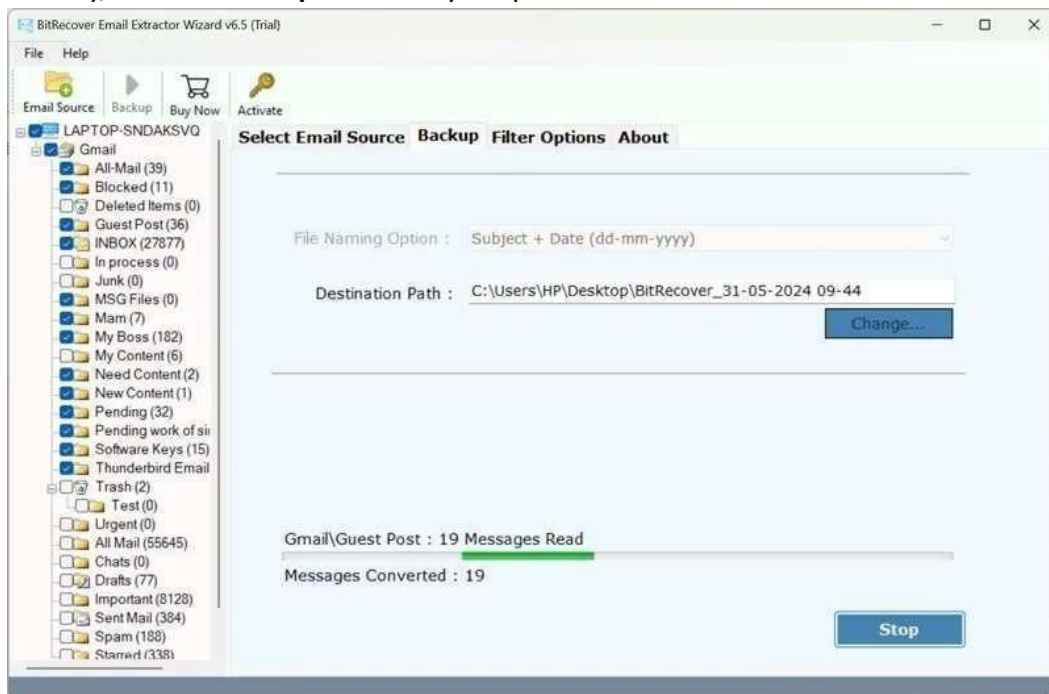 BitRecover Email Extractor Wizard v6.5 (Trial)
File Help
Email Source Backup Buy Now Activate
LAPTOP-SNDAKSVQ
Gmail
All-Mail (39)
Blocked (11)
Deleted Items (0)
Guest Post (36)
INBOX (27877)
In process (0)
Junk (0)
MSG Files (0)
Mam (7)
My Boss (182)
My Content (6)
Need Content (2)
New Content (1)
Pending (32)
Pending work of
Software Keys (15)
Thunderbird Email
Trash (2)
Test (0)
Urgent (0)
All Mail (55645)
Chats (0)
Drafts (77)
Important (8128)
Sent Mail (384)
Spam (188)
Starred (338)
Select Email Source Backup Filter Options About
File Naming Option : Subject + Date (dd-mm-yyyy)
Destination Path : C:\Users\HP\Desktop\BitRecover_31-05-2024 09-44
Change...
Gmail\Guest Post : 19 Messages Read
Messages Converted : 19
Stop